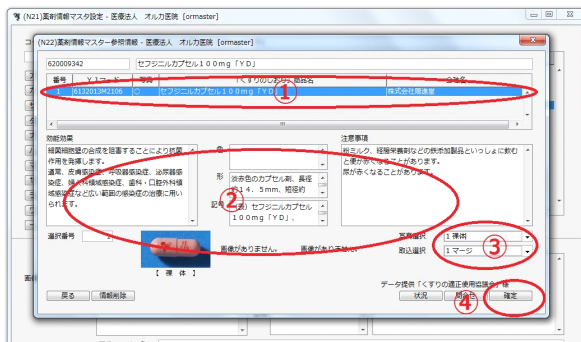 (N21)薬剤情報マスタ設定 - 医療法人 オルカ医院 [ormaster]
(N22)薬剤情報マスター参照情報 - 医療法人 オルカ医院 [ormaster]
620009342 セフジニルカプセル100mg「YD」
番号 YJコード 写真 「くすりのしおり」商品名 会社名
1 6132013M2106 ○ セフジニルカプセル100mg「YD」 株式会社陽進堂
①
効能効果
細菌細胞壁の合成を阻害することにより抗菌
作用を発揮します。
通常、皮膚感染症、呼吸器感染症、泌尿器感
染症、婦人科領域感染症、歯科・口腔外科領
域感染症など広い範囲の感染症の治療に用い
られます。
色
形 淡赤色のカプセル剤、長径
約14.5mm、短径約
記号 (表)セフジニルカプセル
100mg「YD」、
②
注意事項
粉ミルク、経腸栄養剤などの鉄添加製品といっしょに飲む
と便が赤くなることがあります。
尿が赤くなることがあります。
選択番号 1
画像がありません。 画像がありません。
【 裸 体 】
写真選択 1 裸体
取込選択 1 マージ
③
データ提供「くすりの適正使用協議会」様
戻る 情報削除 状況 問合せ 確定
④